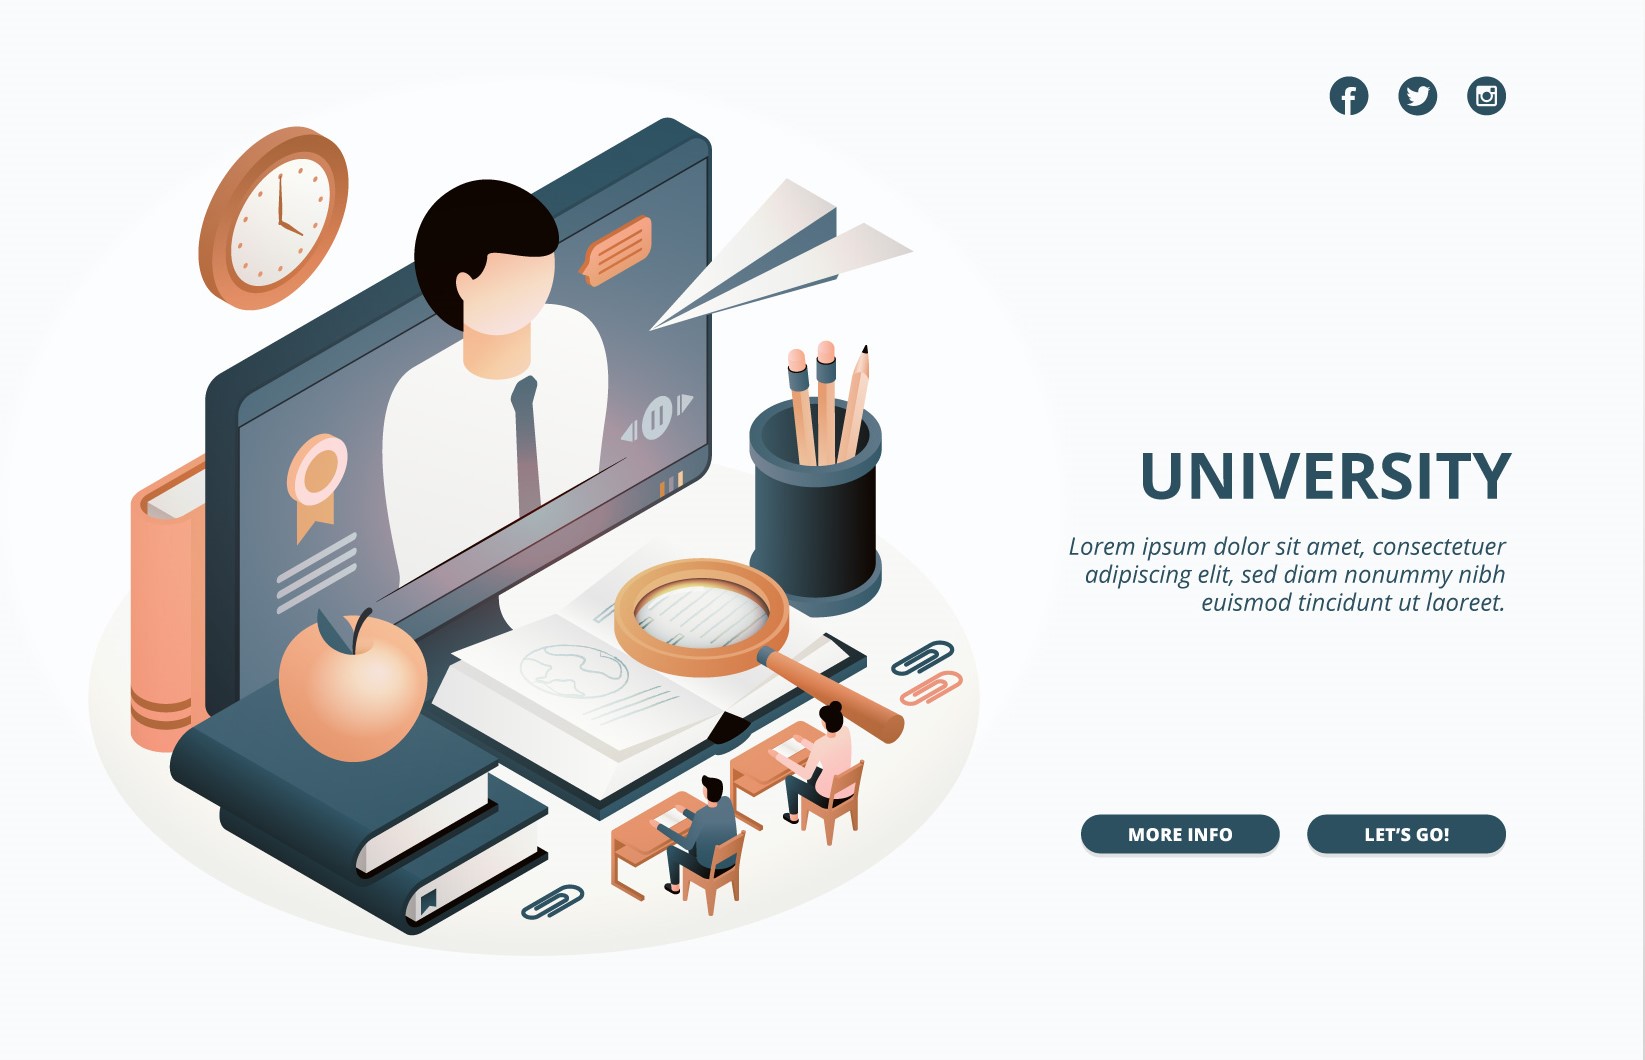 UNIVERSITY
Lorem ipsum dolor sit amet, consectetuer
adipiscing elit, sed diam nonummy nibh
euismod tincidunt ut laoreet.
MORE INFO
LET'S GO!